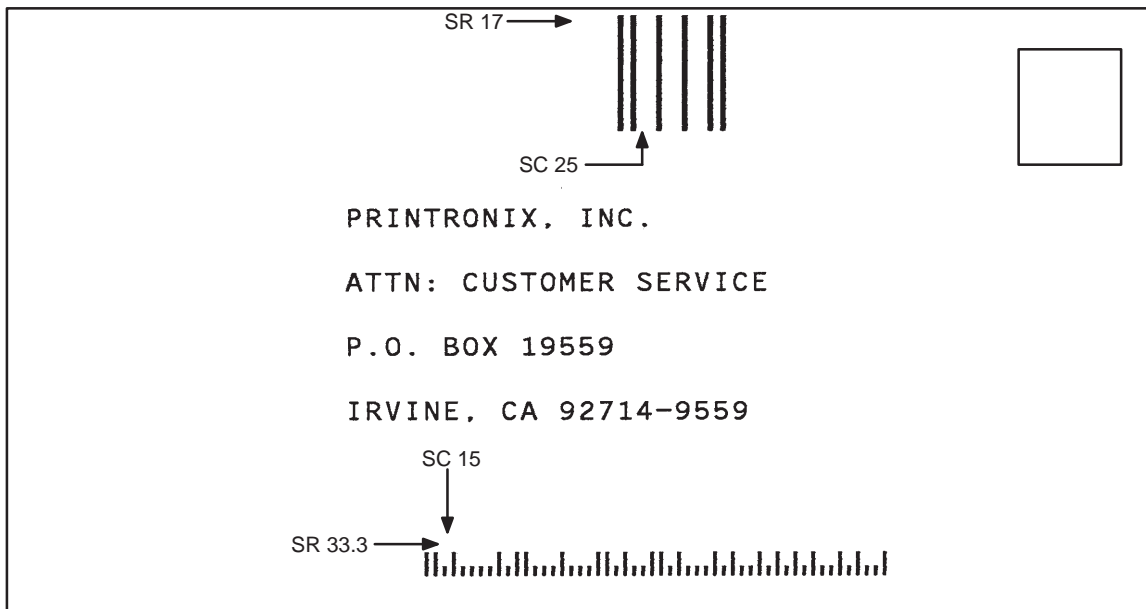 SR 17
SC 25
PRINTRONIX, INC.
ATTN: CUSTOMER SERVICE
P.O. BOX 19559
IRVINE, CA 92714-9559
SC 15
SR 33.3